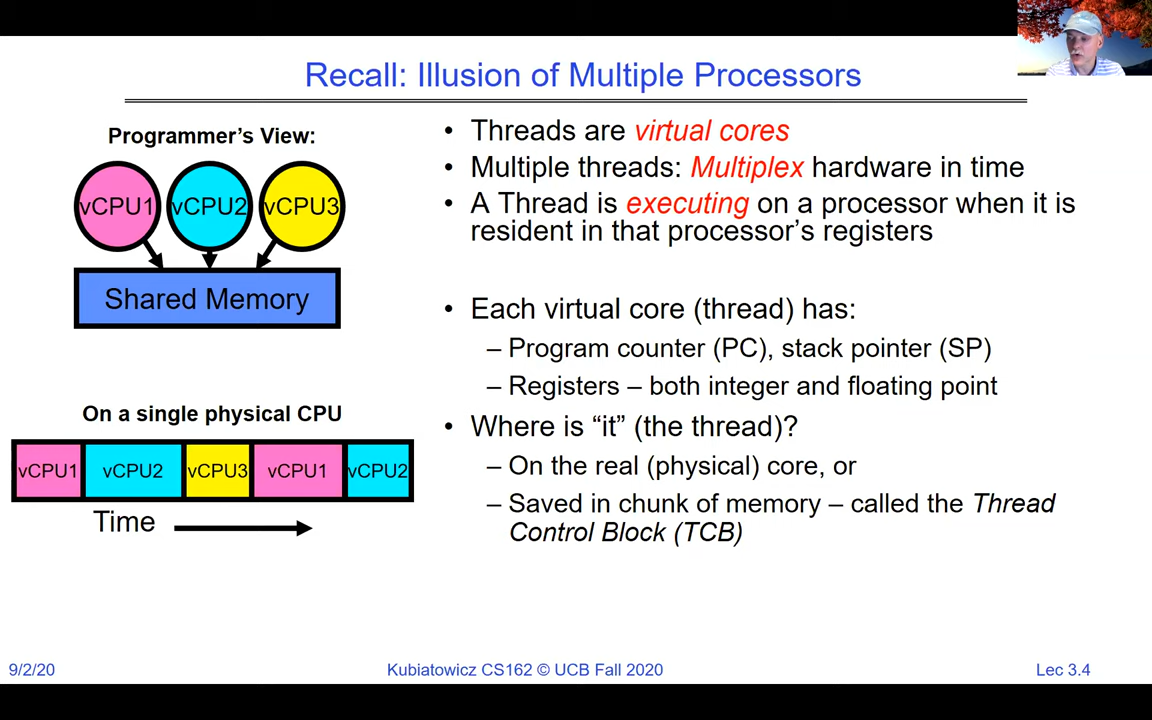 Recall: Illusion of Multiple Processors
Programmer’s View:
vCPU1 vCPU2 vCPU3
Shared Memory
On a single physical CPU
vCPU1 vCPU2 vCPU3 vCPU1 vCPU2
Time
• Threads are virtual cores
• Multiple threads: Multiplex hardware in time
• A Thread is executing on a processor when it is
resident in that processor’s registers
• Each virtual core (thread) has:
– Program counter (PC), stack pointer (SP)
– Registers – both integer and floating point
• Where is “it” (the thread)?
– On the real (physical) core, or
– Saved in chunk of memory – called the Thread
Control Block (TCB)
9/2/20
Kubiatowicz CS162 © UCB Fall 2020
Lec 3.4